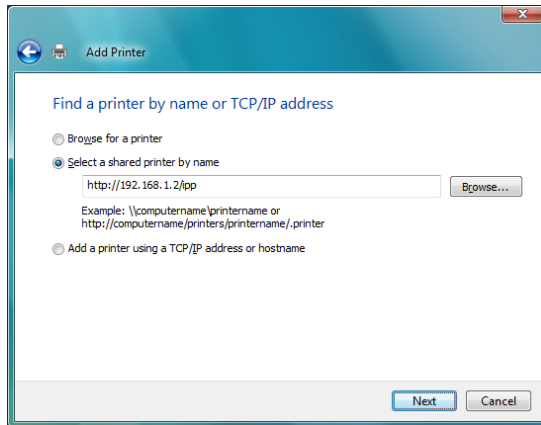 Add Printer
Find a printer by name or TCP/IP address
Browse for a printer
Select a shared printer by name
http://192.168.1.2/ipp
Browse...
Example: \\computername\printername or
http://computername/printers/printername/.printer
Add a printer using a TCP/IP address or hostname
Next
Cancel